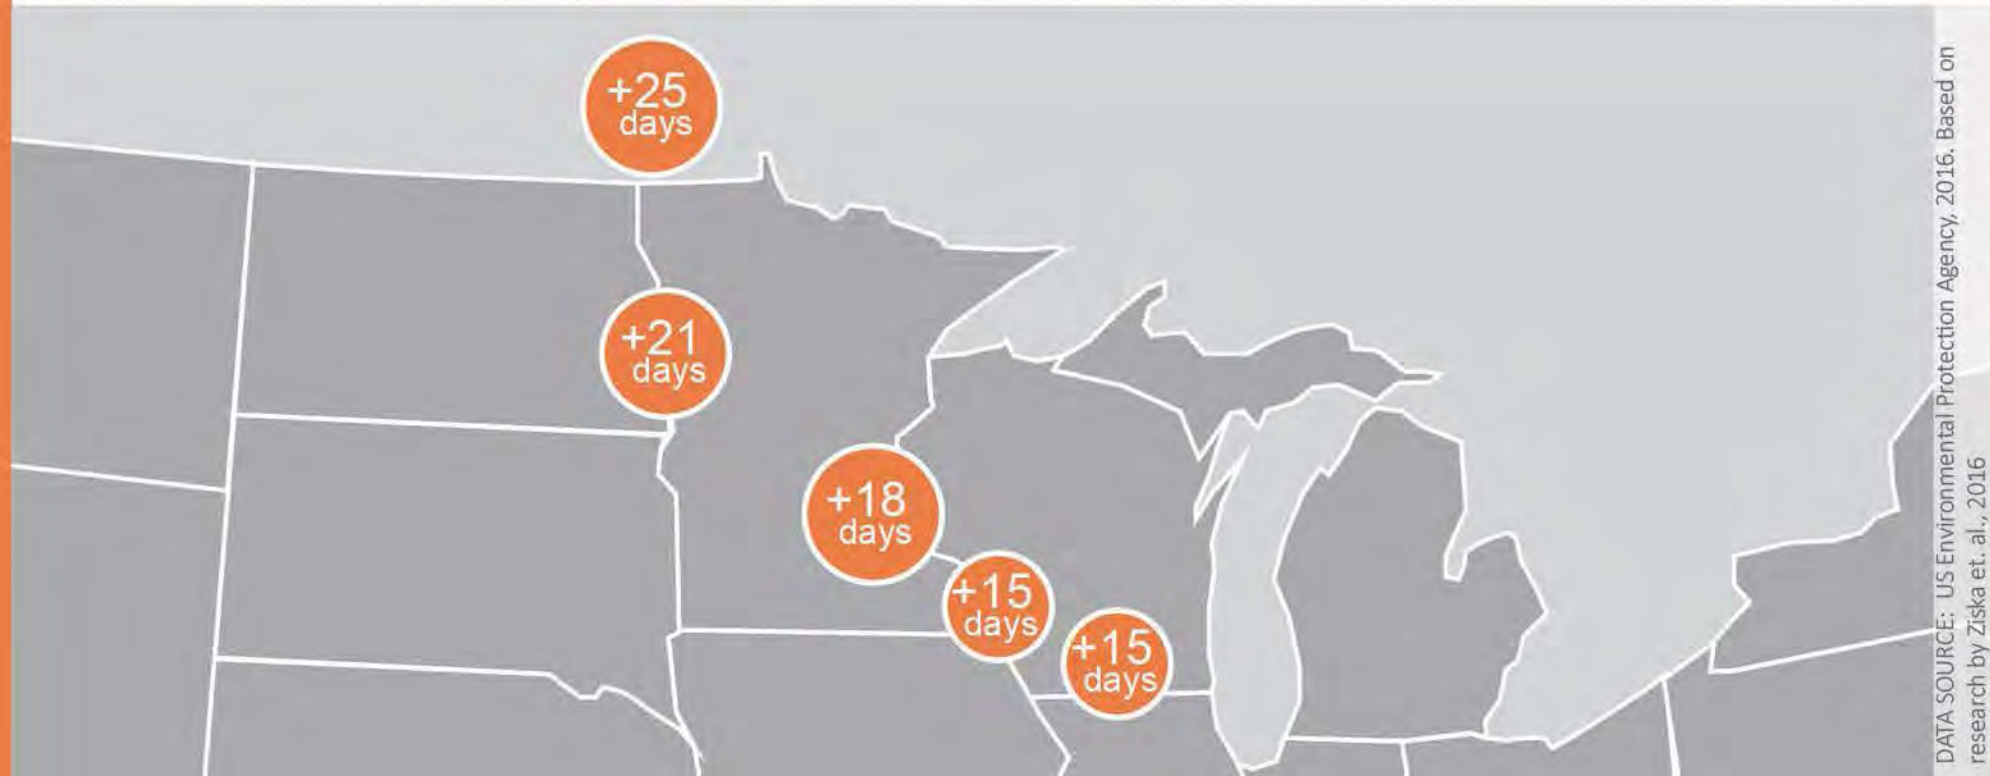 +25
days
+21
days
+18
days
+15
days
+15
days
DATA SOURCE: US Environmental Protection Agency, 2016. Based on
research by Ziska et. al., 2016